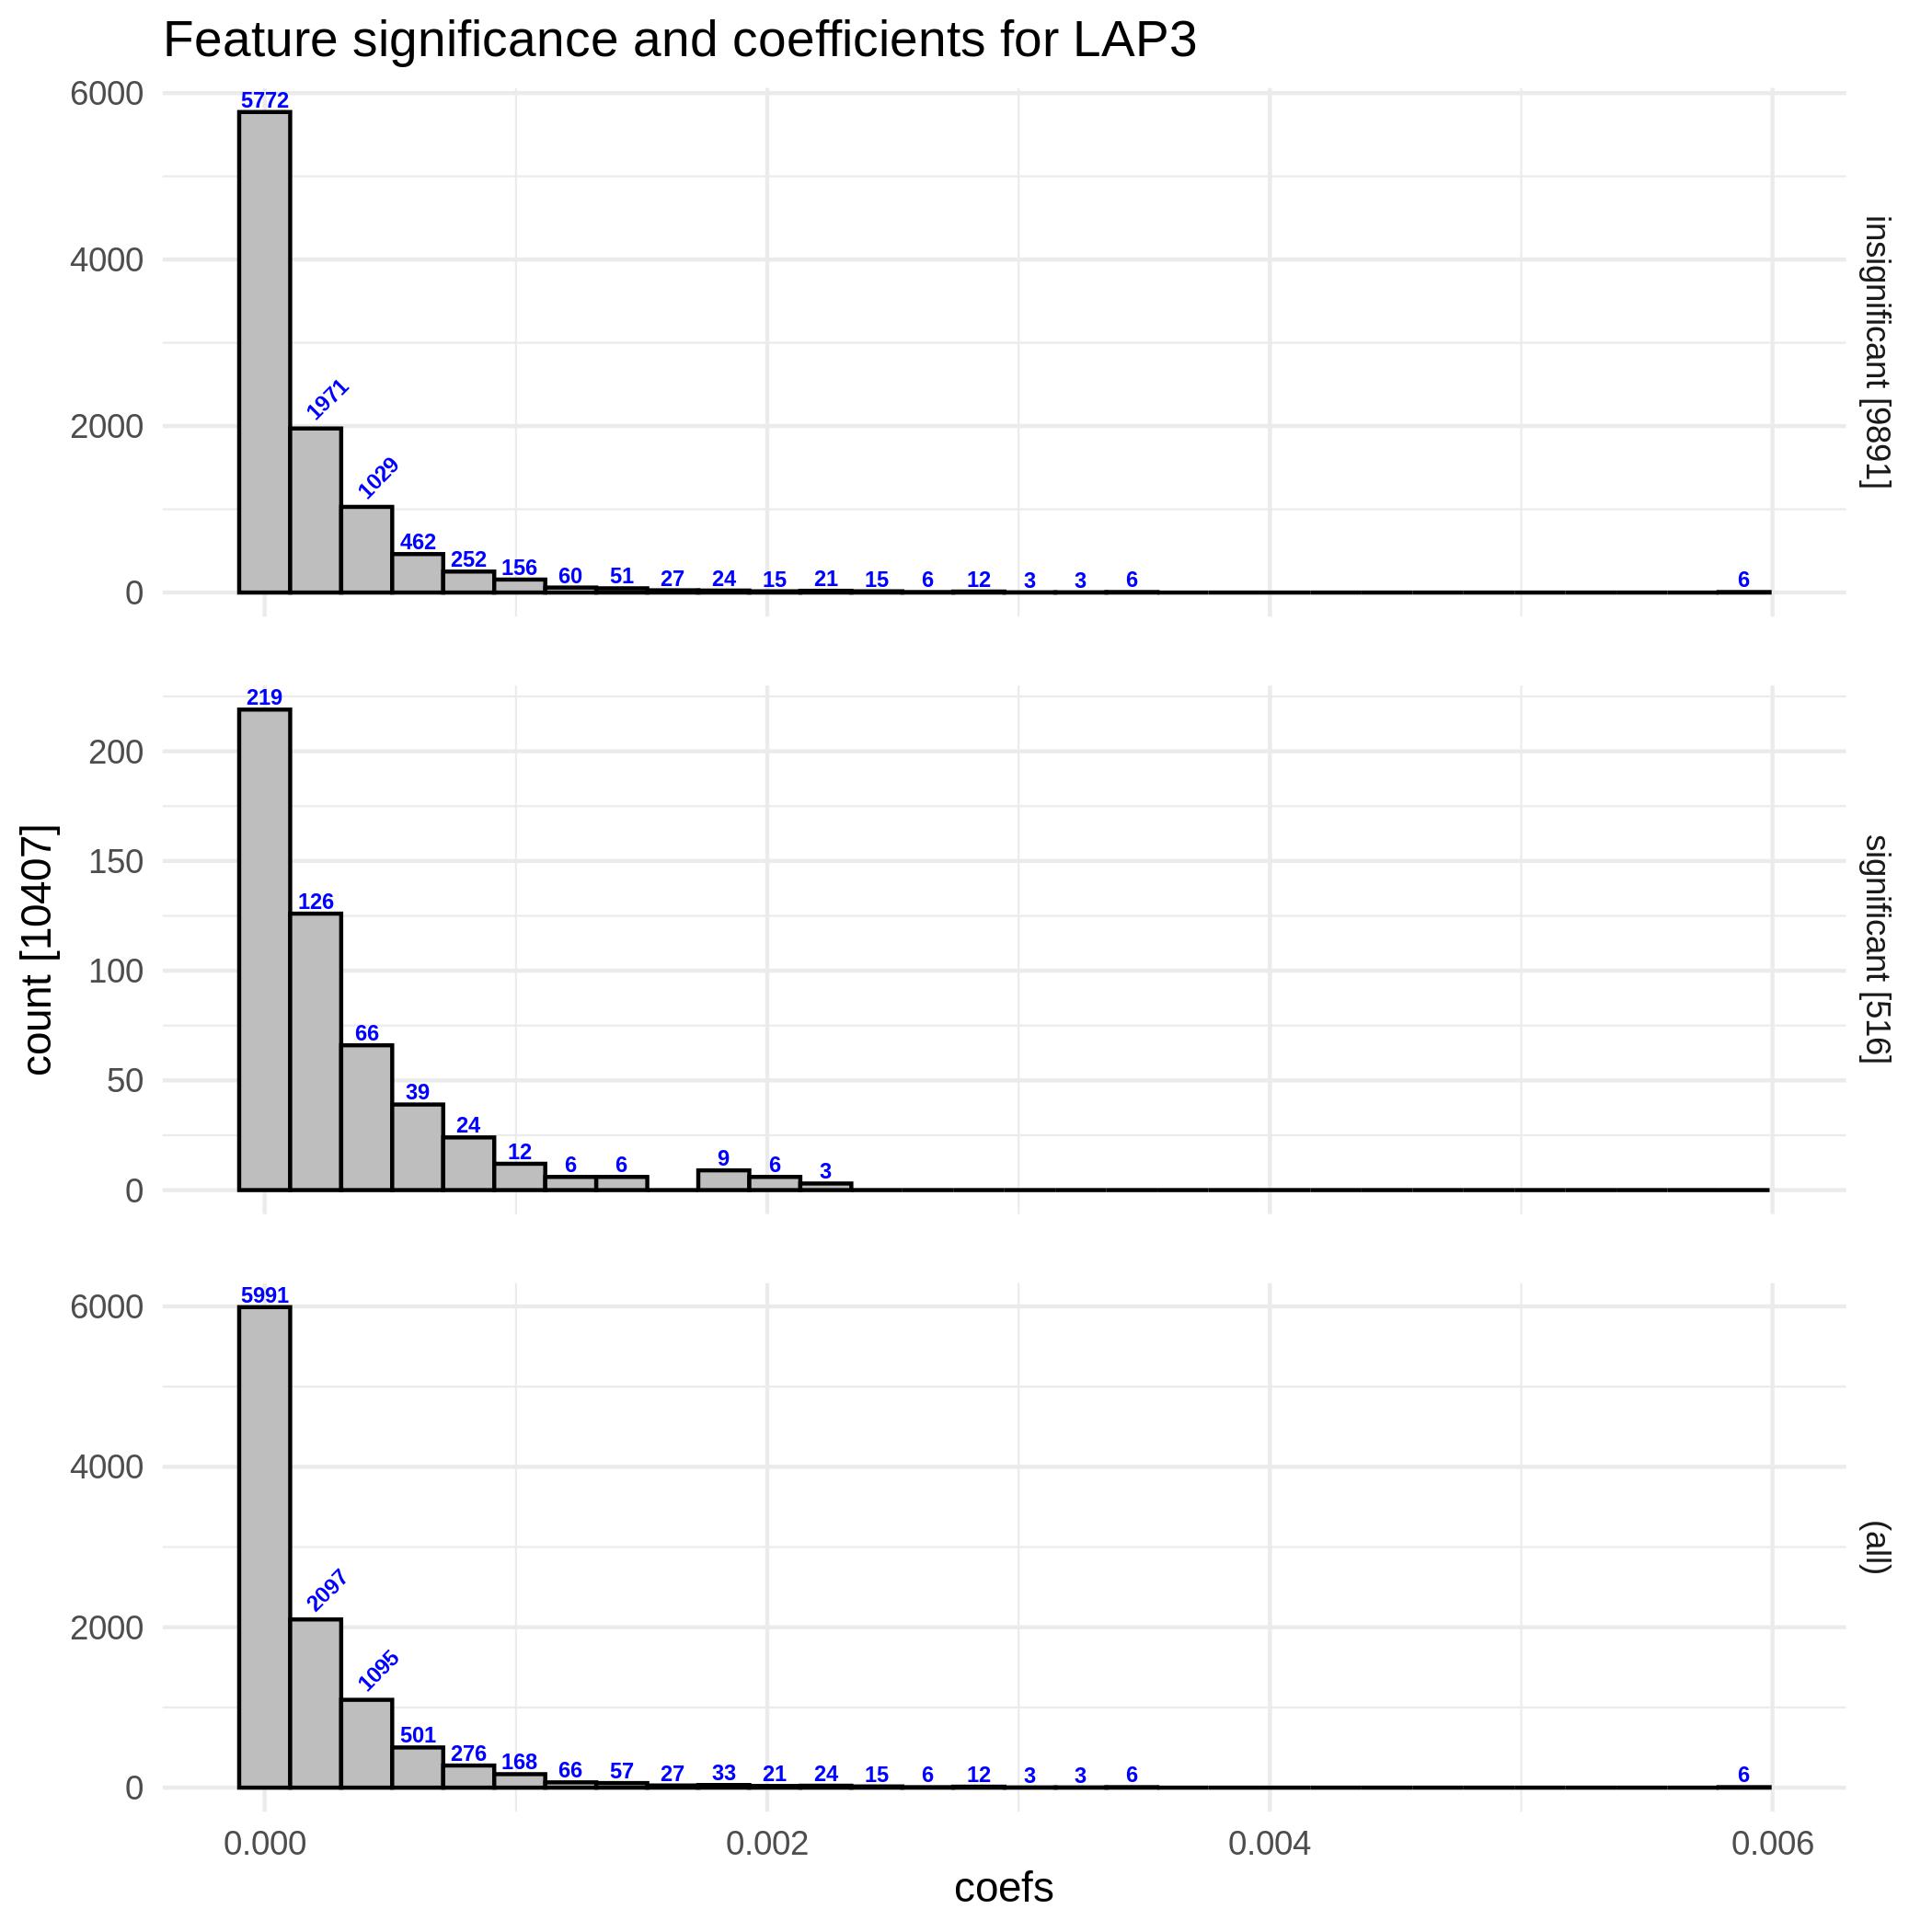 Feature significance and coefficients for LAP3
6000
4000
2000
0
5772
1971
1029
462 252 156 60 51 27 24 15 21 15 6 12 3 3 6 6
insignificant [9891]
count [10407]
200
150
100
50
0
219
126
66
39
24
12
6 6 9 6 3
significant [516]
6000
4000
2000
0
5991
2097
1095
501 276 168 66 57 27 33 21 24 15 6 12 3 3 6 6
(all)
0.000 0.002 0.004 0.006
coefs